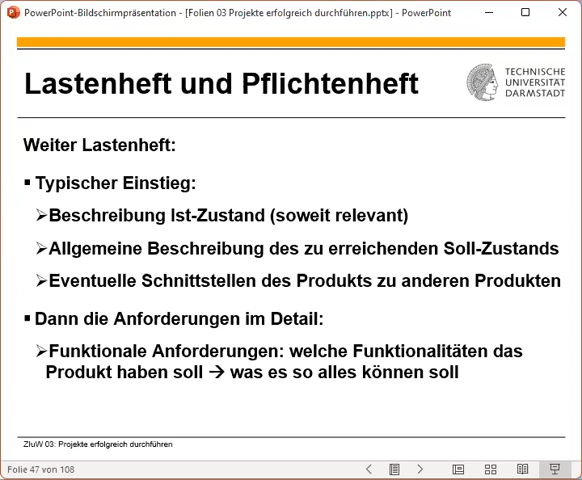 PowerPoint-Bildschirmpräsentation - [Folien 03 Projekte erfolgreich durchführen.pptx] - PowerPoint
Lastenheft und Pflichtenheft
TECHNISCHE
UNIVERSITÄT
DARMSTADT
Weiter Lastenheft:
▪ Typischer Einstieg:
➢Beschreibung Ist-Zustand (soweit relevant)
➢Allgemeine Beschreibung des zu erreichenden Soll-Zustands
➢Eventuelle Schnittstellen des Produkts zu anderen Produkten
▪ Dann die Anforderungen im Detail:
➢Funktionale Anforderungen: welche Funktionalitäten das
Produkt haben soll → was es so alles können soll
ZIuW 03: Projekte erfolgreich durchführen
Folie 47 von 108